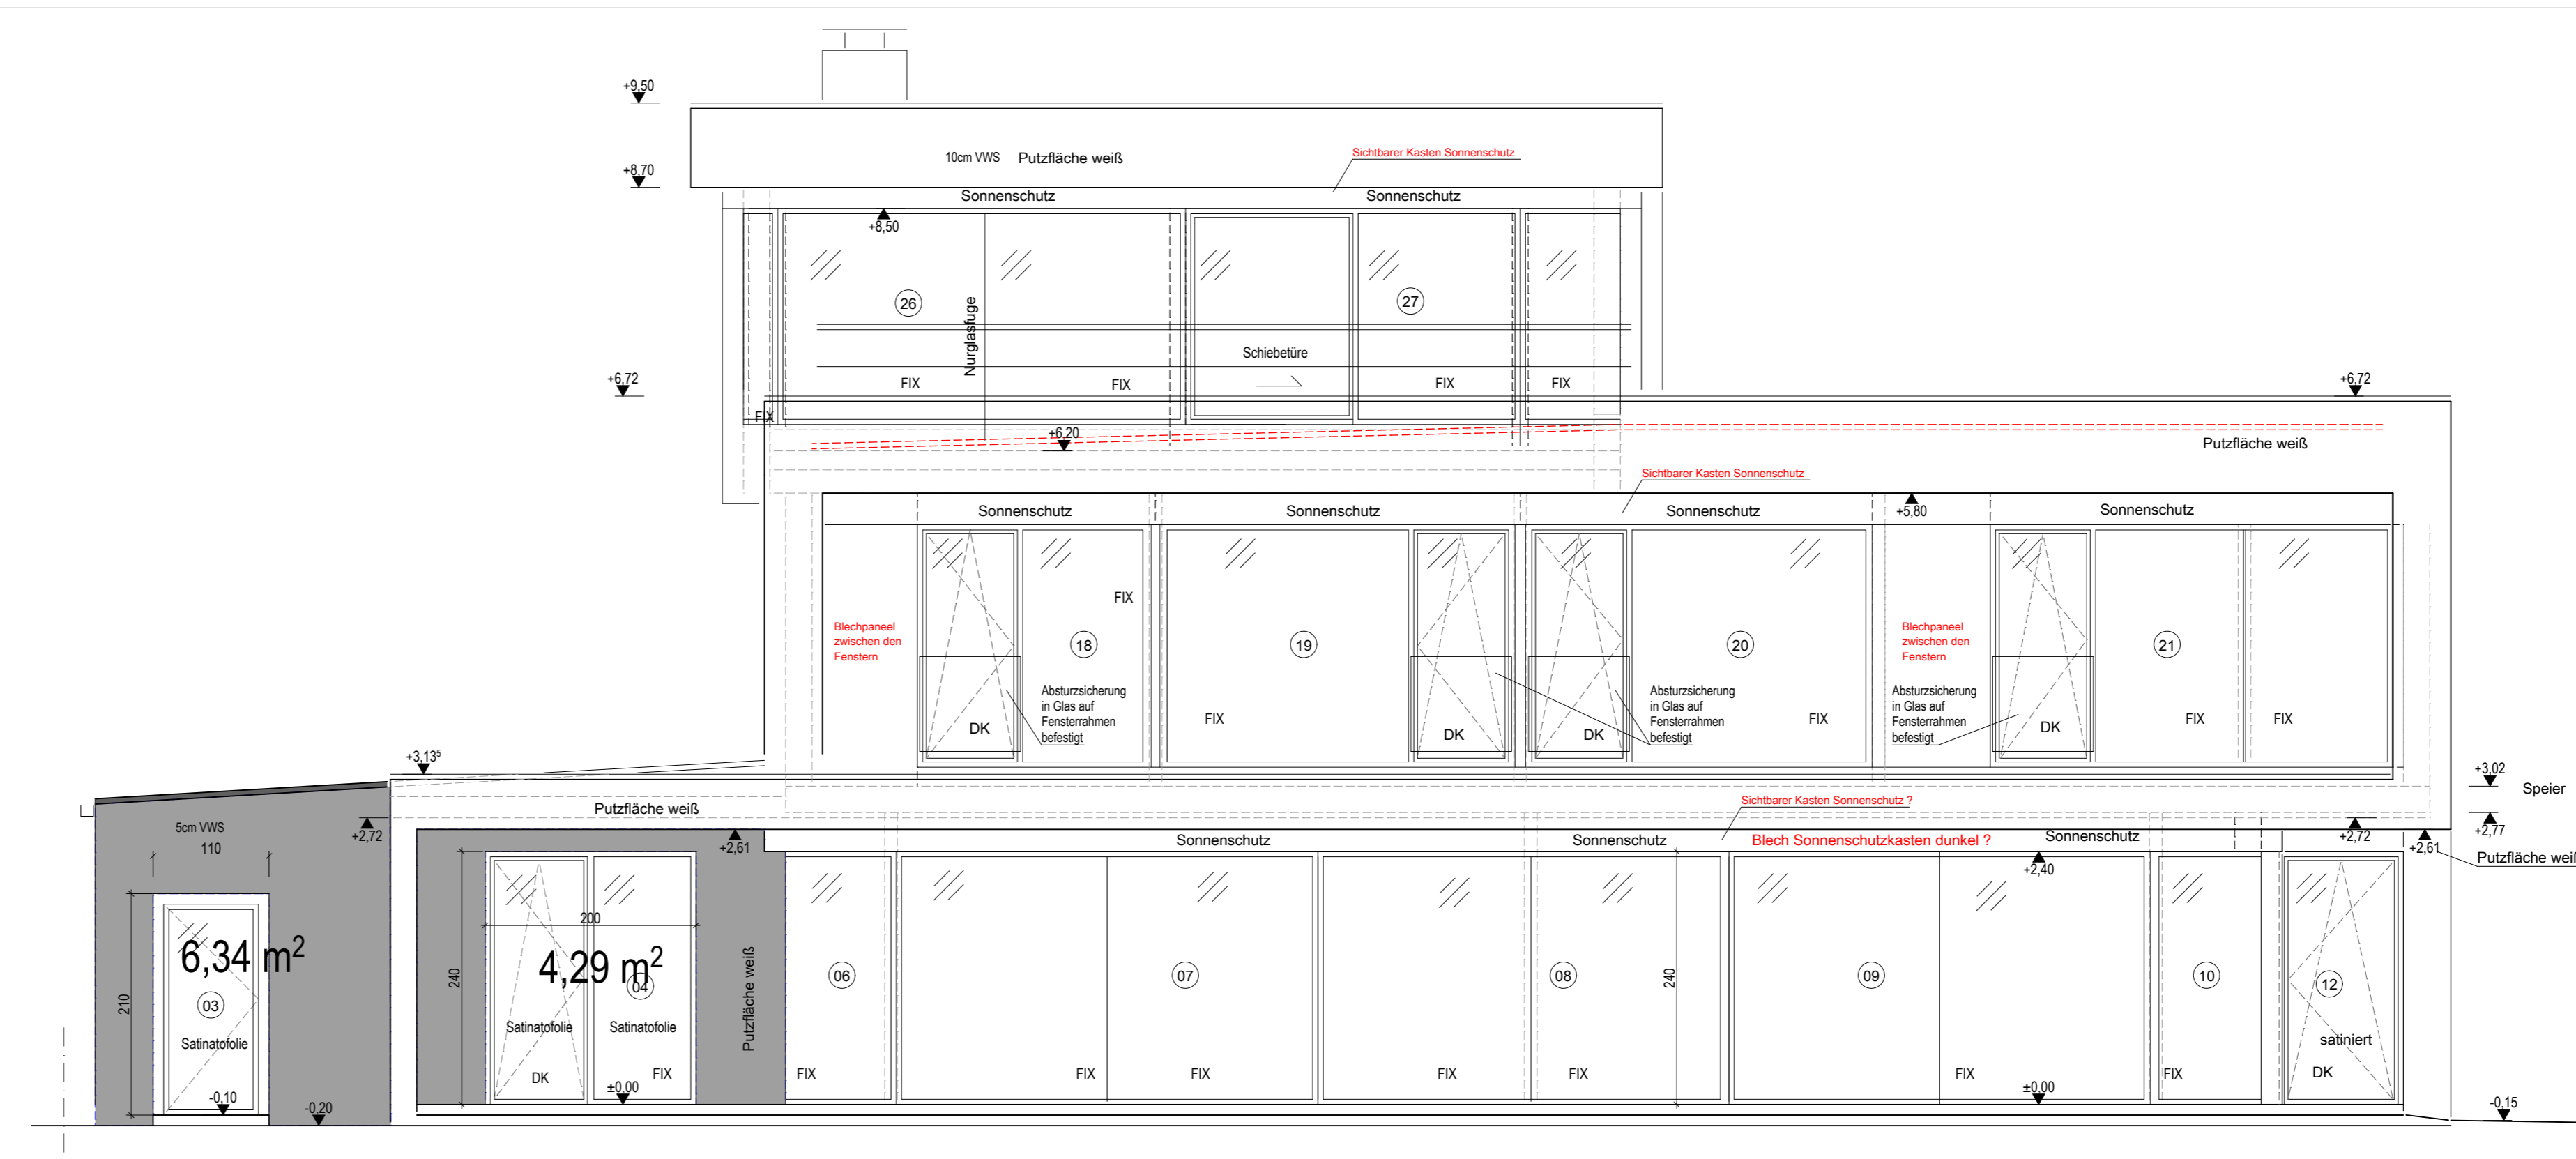 +9,50
10cm VWS Putzfläche weiß
Sichtbarer Kasten Sonnenschutz
+8,70
Sonnenschutz
Sonnenschutz
+8,50
26
27
Nurglasfuge
Schiebetüre
FIX
FIX
FIX
FIX
+6,72
+6,72
FIX
+6,20
Putzfläche weiß
Sichtbarer Kasten Sonnenschutz
Sonnenschutz
Sonnenschutz
Sonnenschutz
+5,80
Sonnenschutz
FIX
Blechpaneel
zwischen den
Fenstern
Blechpaneel
zwischen den
Fenstern
18
19
20
21
Absturzsicherung
in Glas auf
Fensterrahmen
befestigt
Absturzsicherung
in Glas auf
Fensterrahmen
befestigt
Absturzsicherung
in Glas auf
Fensterrahmen
befestigt
DK
FIX
DK
DK
FIX
DK
FIX
FIX
+3,13⁵
+3,02
Speier
Sichtbarer Kasten Sonnenschutz ?
Putzfläche weiß
5cm VWS
+2,72
+2,72
+2,77
110
+2,61
Sonnenschutz
Sonnenschutz
Blech Sonnenschutzkasten dunkel ?
Sonnenschutz
+2,61
Putzfläche weiß
+2,40
200
6,34 m²
4,29 m²
210
240
240
Putzfläche weiß
03
04
06
07
08
09
10
12
Satinatofolie
Satinatofolie
Satinatofolie
satiniert
DK
FIX
FIX
FIX
FIX
FIX
FIX
FIX
FIX
DK
-0,10
-0,20
±0,00
±0,00
-0,15